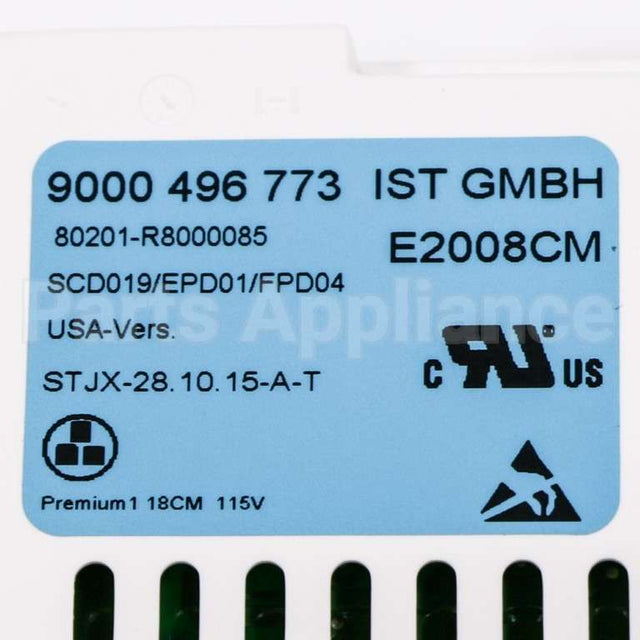 9000 496 773 IST GMBH
80201-R8000085 E2008CM
SCD019/EPD01/FPD04
Parts Appliance
USA-Vers.
STJX-28.10.15-A-T C RU US
Premium1 18CM 115V